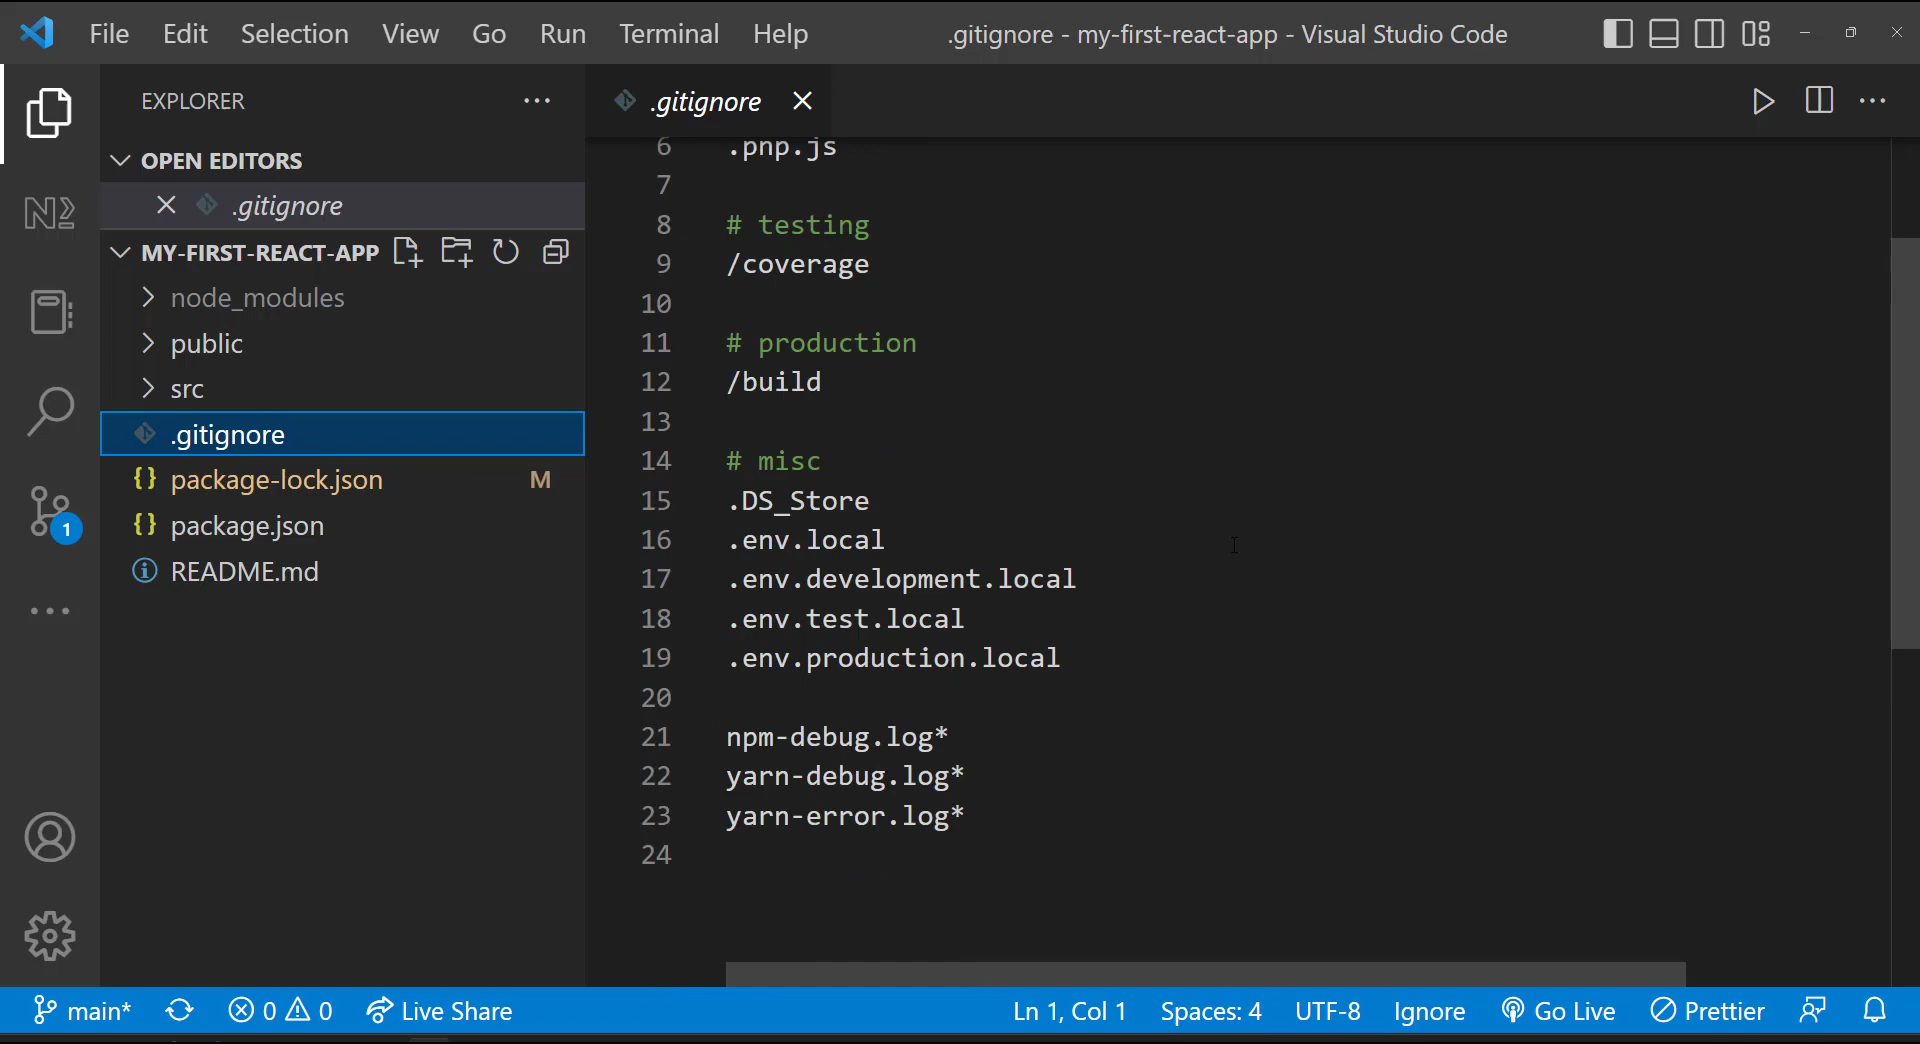 File Edit Selection View Go Run Terminal Help .gitignore - my-first-react-app - Visual Studio Code
EXPLORER
OPEN EDITORS
.gitignore
MY-FIRST-REACT-APP
node_modules
public
src
.gitignore
package-lock.json M
package.json
README.md
1
.gitignore
6 .pnp.js
7
8 # testing
9 /coverage
10
11 # production
12 /build
13
14 # misc
15 .DS_Store
16 .env.local
17 .env.development.local
18 .env.test.local
19 .env.production.local
20
21 npm-debug.log*
22 yarn-debug.log*
23 yarn-error.log*
24
main* 0 0 Live Share Ln 1, Col 1 Spaces: 4 UTF-8 Ignore Go Live Prettier